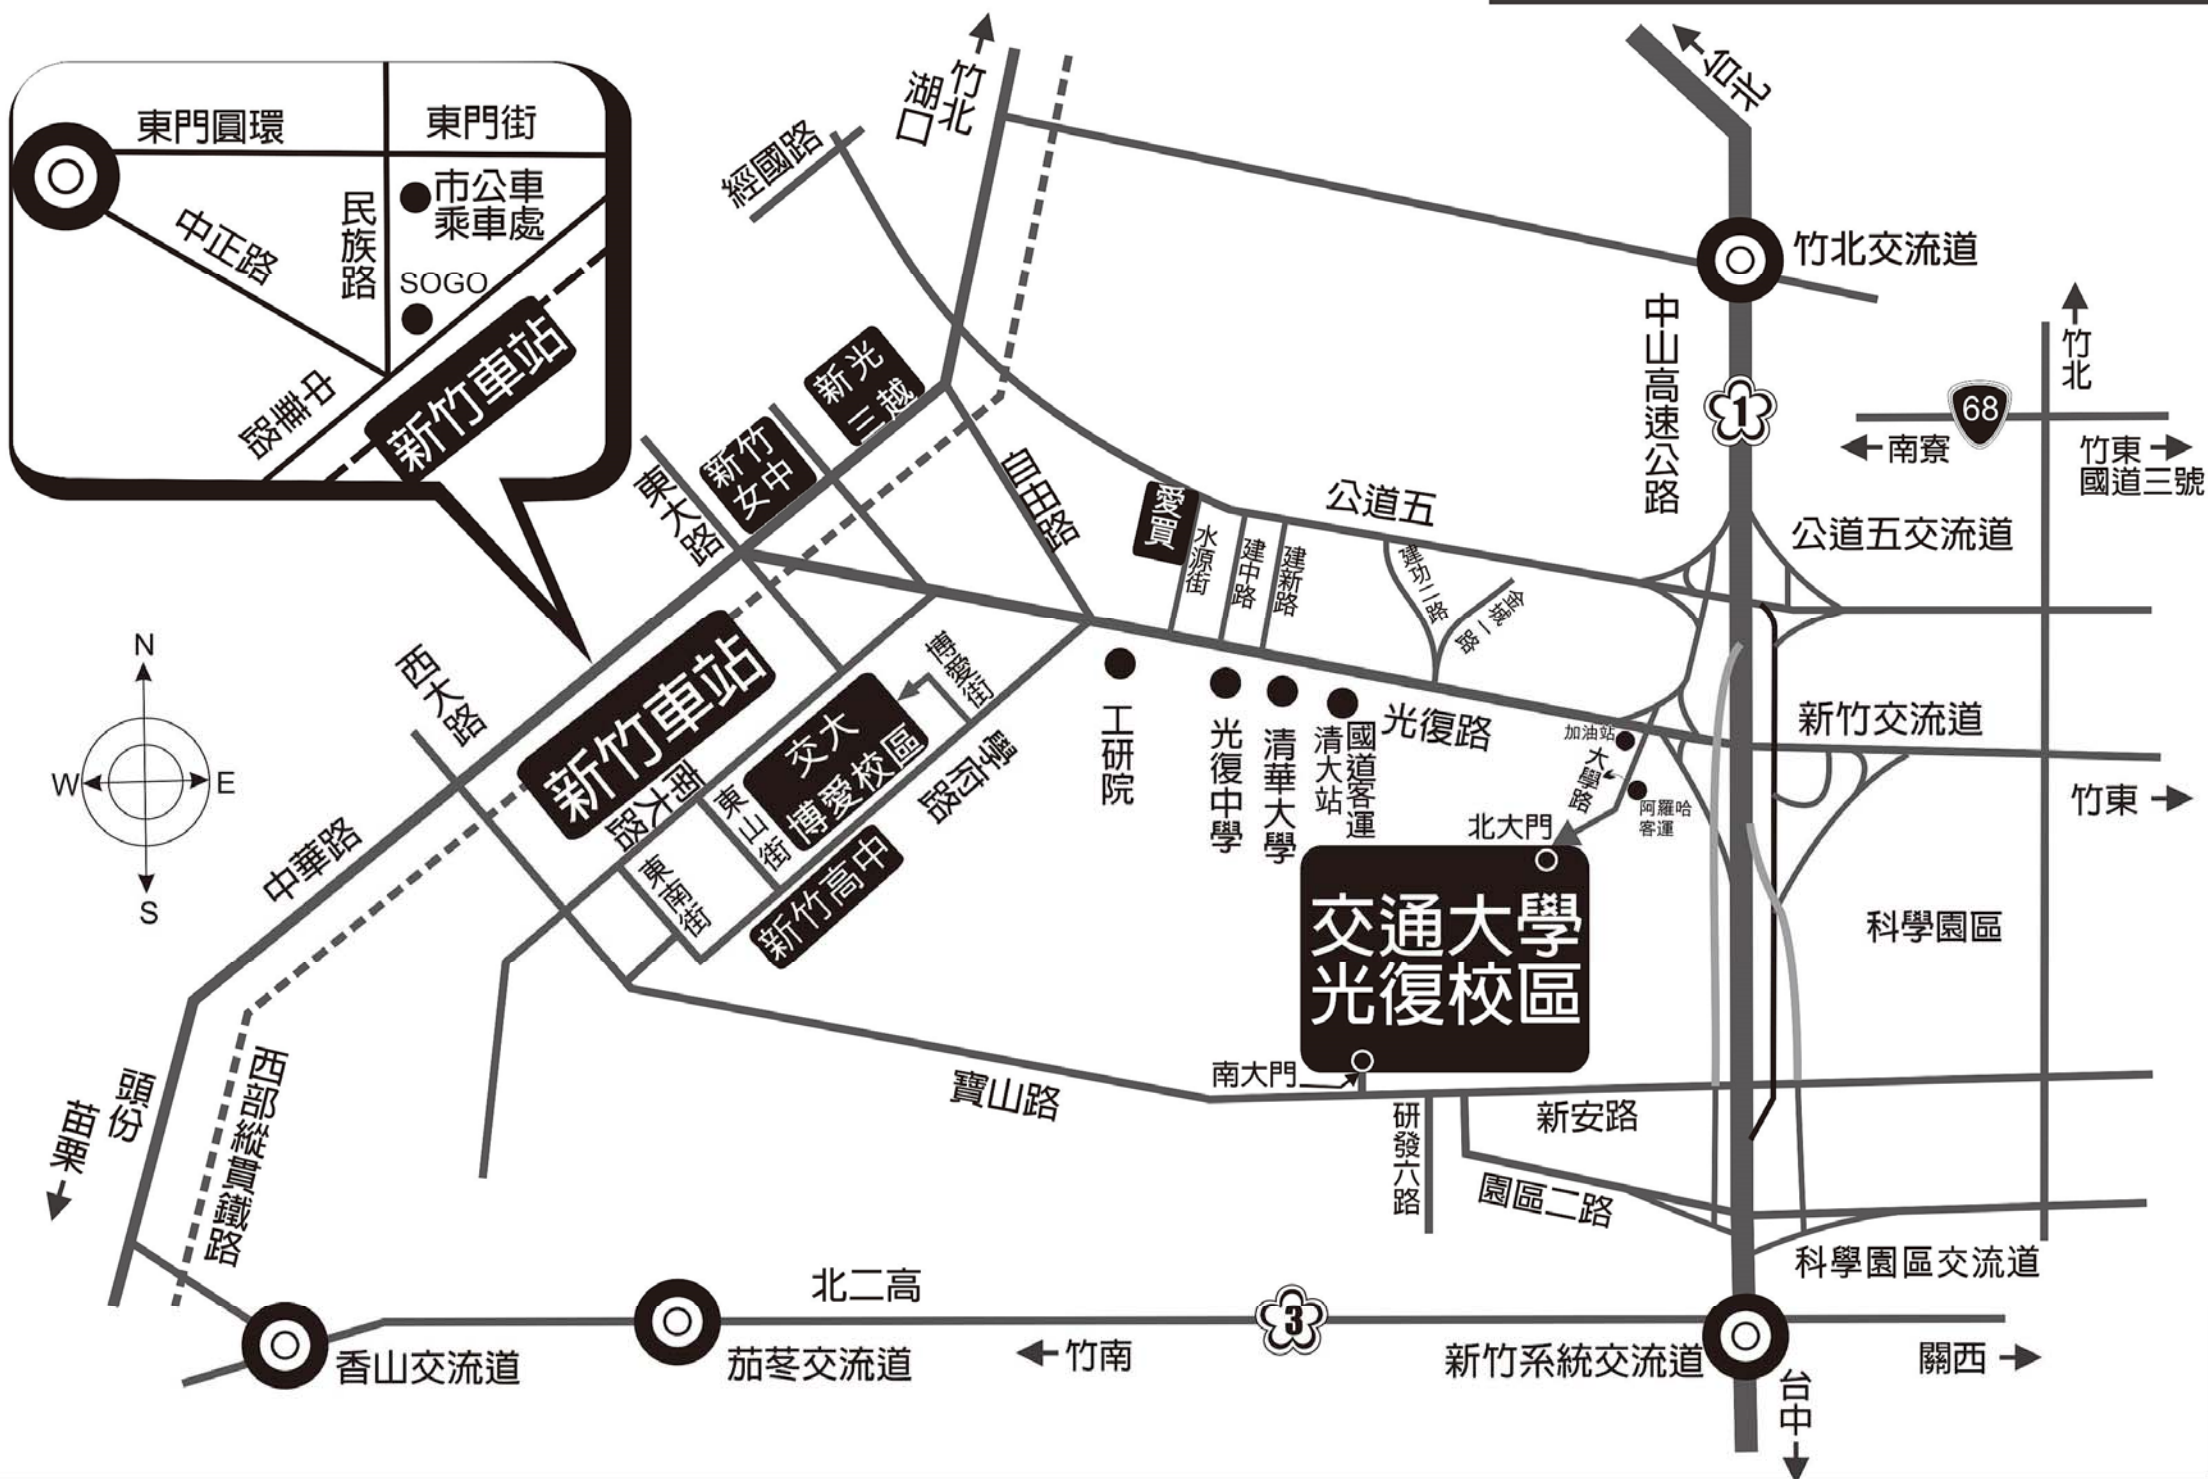 東門圓環
東門街
市公車
乘車處
民族路
中正路
SOGO
中華路
新竹車站
竹北
湖口
經國路
台北
竹北交流道
中山高速公路
1
竹北
68
南寮
竹東
國道三號
公道五交流道
新光
三越
新竹
女中
東大路
自由路
愛買
公道五
水源街
建中路
建新路
建功二路
金城一路
N
W
E
S
西大路
新竹車站
博愛街
交大
博愛校區
南大路
東山街
學府路
東南街
新竹高中
中華路
工研院
光復中學
清華大學
國道客運
清大站
光復路
加油站
大學路
阿羅哈
客運
北大門
新竹交流道
竹東
交通大學
光復校區
科學園區
南大門
寶山路
新安路
研發六路
園區二路
科學園區交流道
頭份
苗栗
西部縱貫鐵路
北二高
3
香山交流道
茄苳交流道
竹南
新竹系統交流道
關西
台中